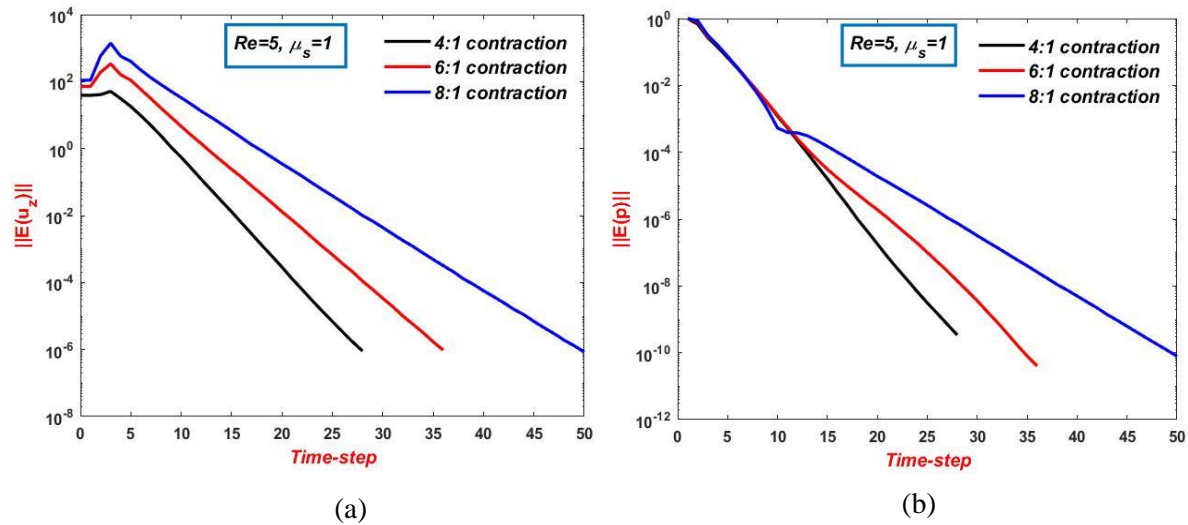 10^4
10^2
10^0
10^-2
10^-4
10^-6
10^-8
||E(u_z)||
Re=5, μ_s=1
4:1 contraction
6:1 contraction
8:1 contraction
0 5 10 15 20 25 30 35 40 45 50
Time-step
(a)
10^0
10^-2
10^-4
10^-6
10^-8
10^-10
10^-12
||E(p)||
Re=5, μ_s=1
4:1 contraction
6:1 contraction
8:1 contraction
0 5 10 15 20 25 30 35 40 45 50
Time-step
(b)